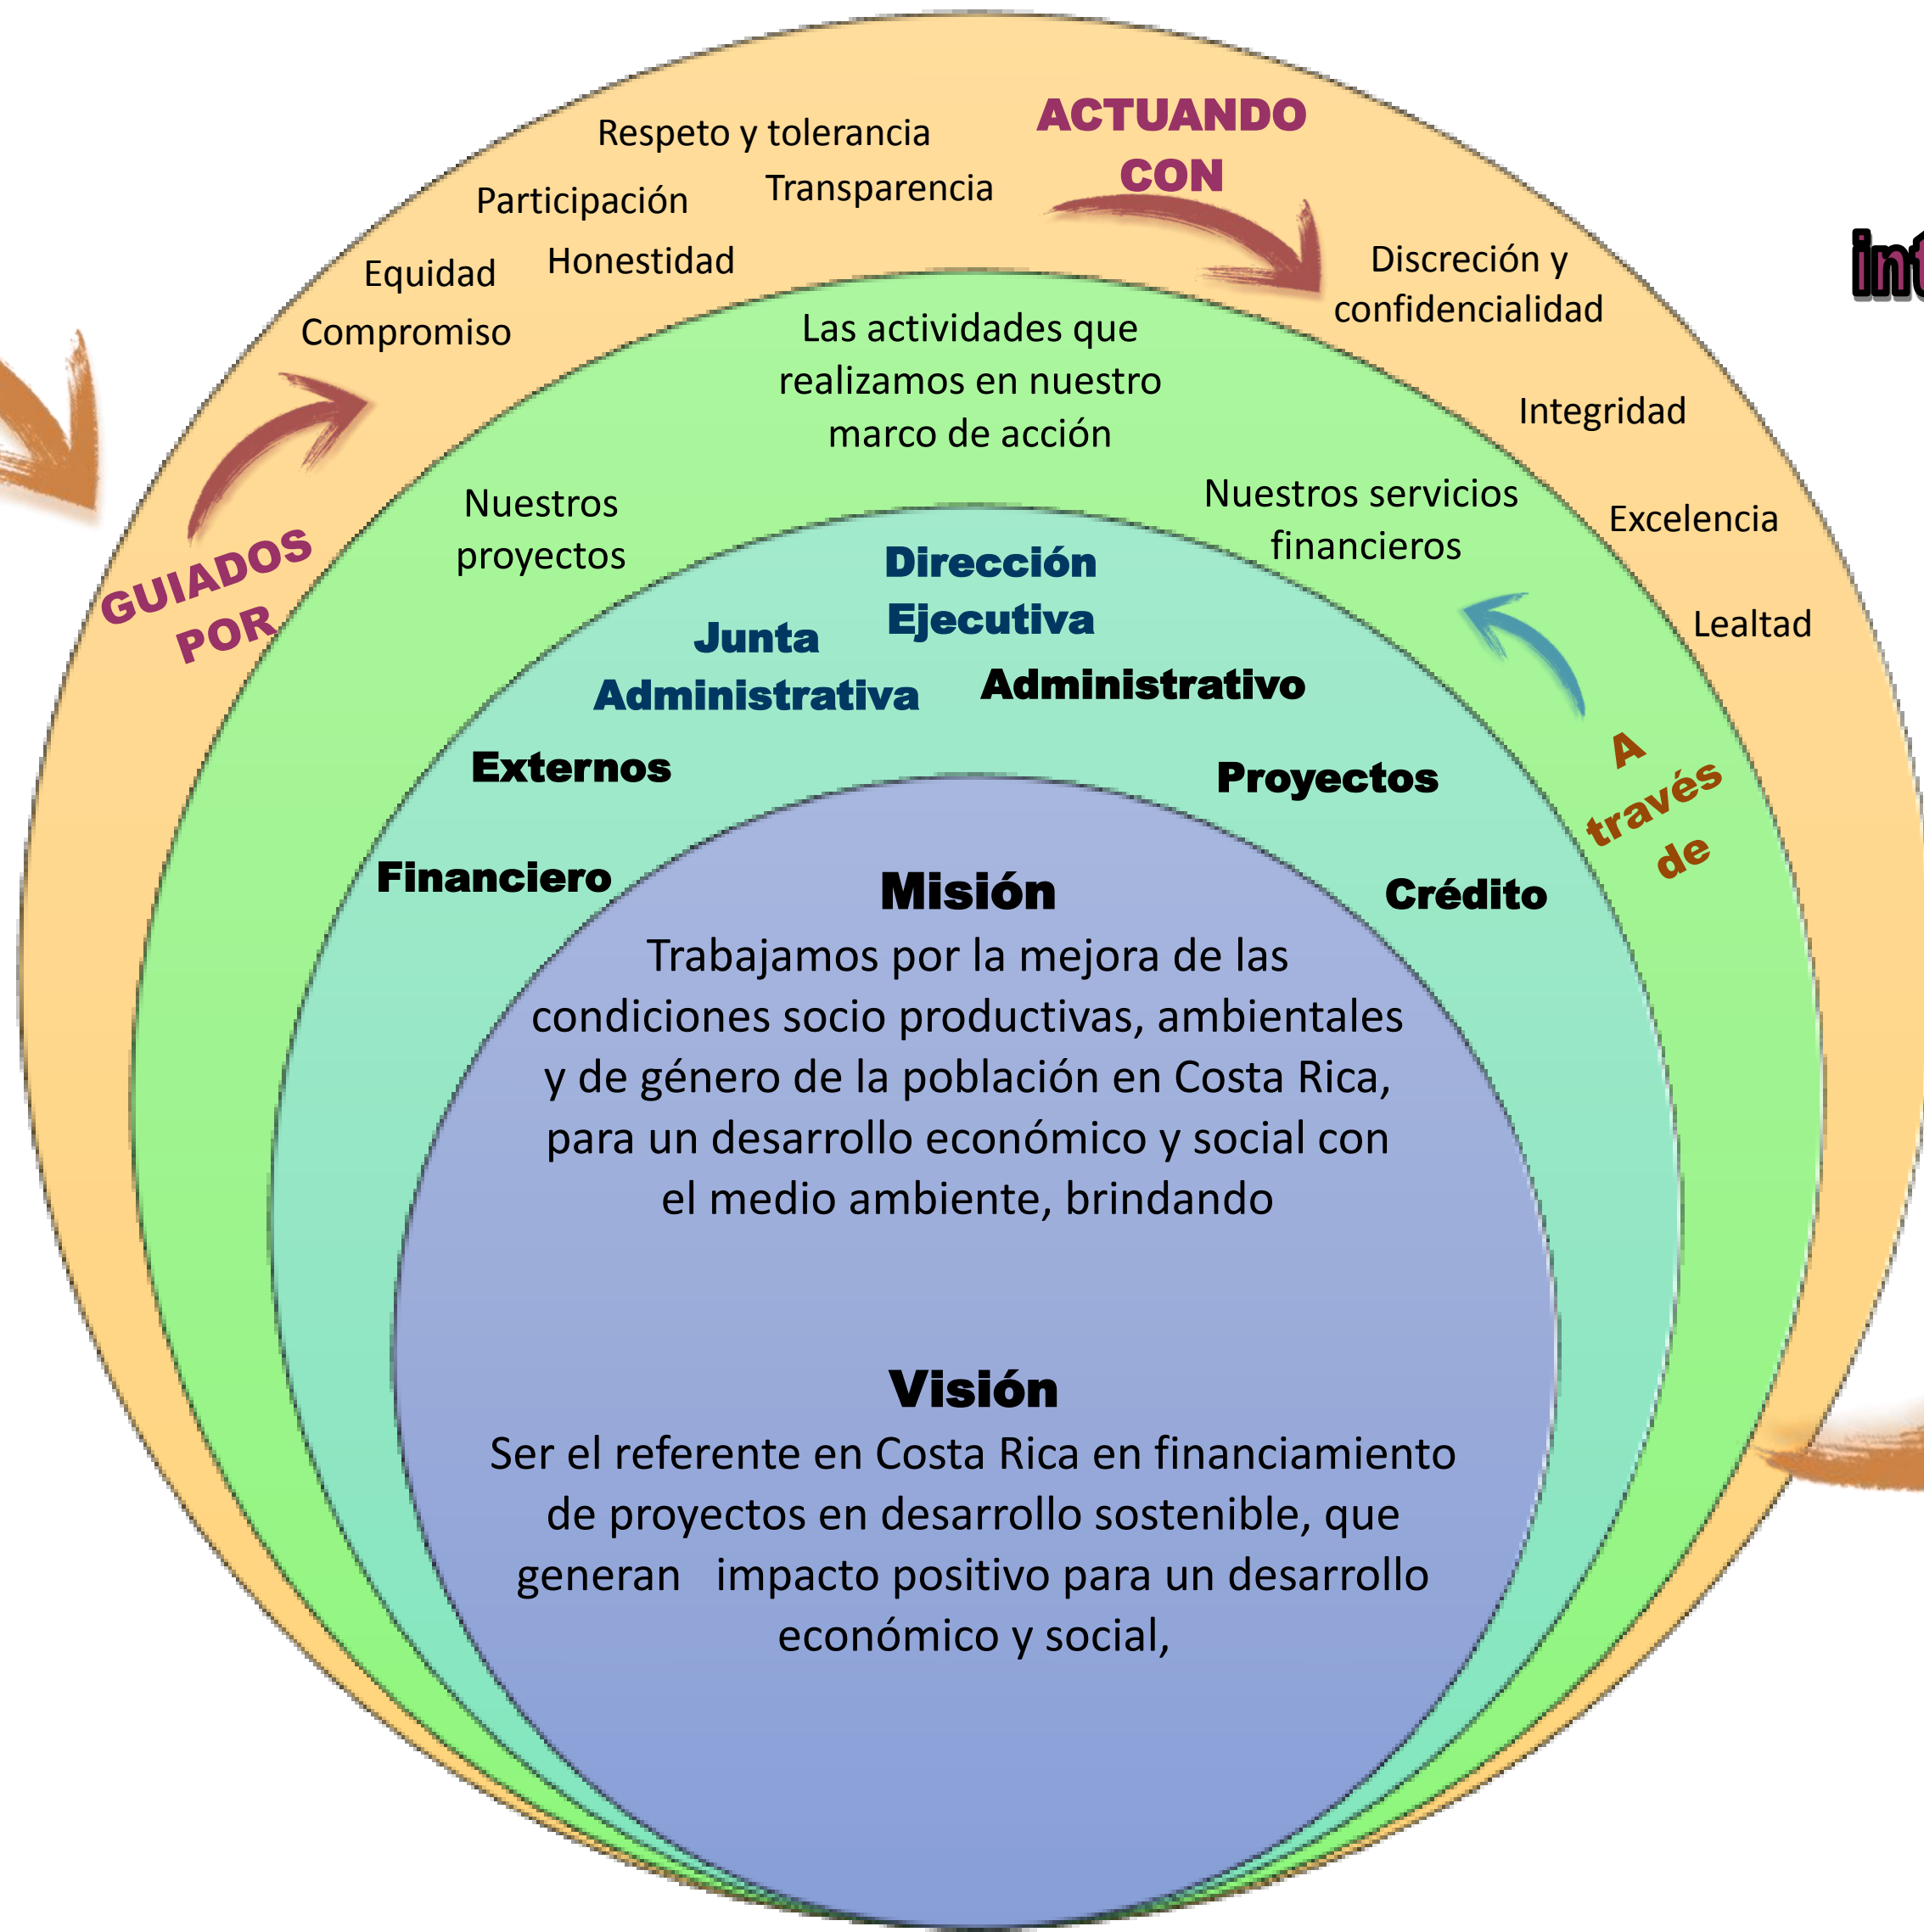 Respeto y tolerancia
ACTUANDO
CON
Participación
Transparencia
Equidad
Honestidad
Compromiso
Discreción y
confidencialidad
Integridad
Excelencia
Lealtad
GUIADOS
POR
Las actividades que
realizamos en nuestro
marco de acción
Nuestros
proyectos
Nuestros servicios
financieros
A
través
de
Dirección
Ejecutiva
Junta
Administrativa
Administrativo
Externos
Proyectos
Financiero
Crédito
Misión
Trabajamos por la mejora de las
condiciones socio productivas, ambientales
y de género de la población en Costa Rica,
para un desarrollo económico y social con
el medio ambiente, brindando
Visión
Ser el referente en Costa Rica en financiamiento
de proyectos en desarrollo sostenible, que
generan   impacto positivo para un desarrollo
económico y social,